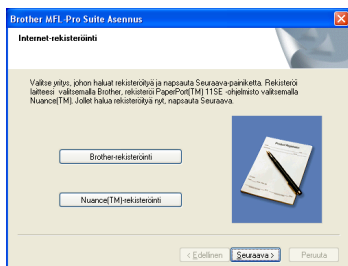 Brother MFL-Pro Suite Asennus
Internet-rekisteröinti
Valitse yritys, johon haluat rekisteröityä ja napsauta Seuraava-painiketta. Rekisteröi
laitteesi valitsemalla Brother, rekisteröi PaperPort(TM) 11SE -ohjelmisto valitsemalla
Nuance(TM). Jollet halua rekisteröityä nyt, napsauta Seuraava.
Brother-rekisteröinti
Nuance(TM)-rekisteröinti
< Edellinen
Seuraava >
Peruuta